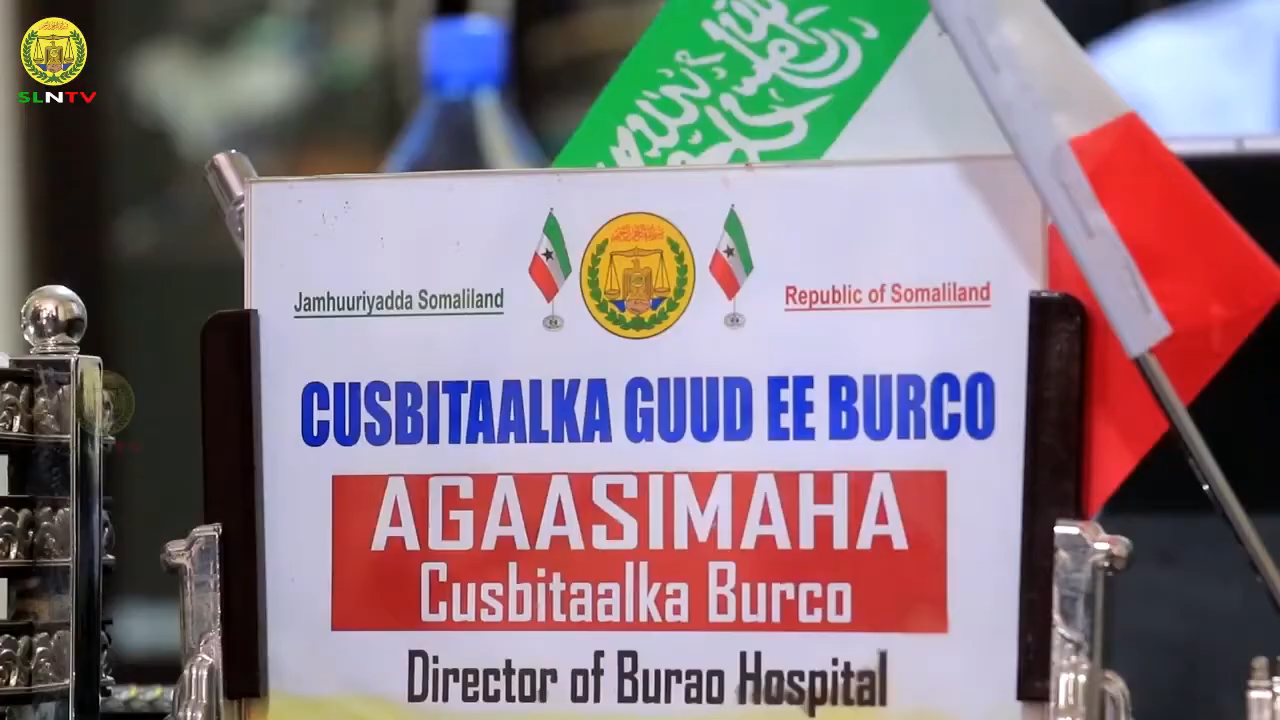 SLNTV
Jamhuuriyadda Somaliland
Republic of Somaliland
CUSBITAALKA GUUD EE BURCO
AGAASIMAHA
Cusbitaalka Burco
Director of Burao Hospital